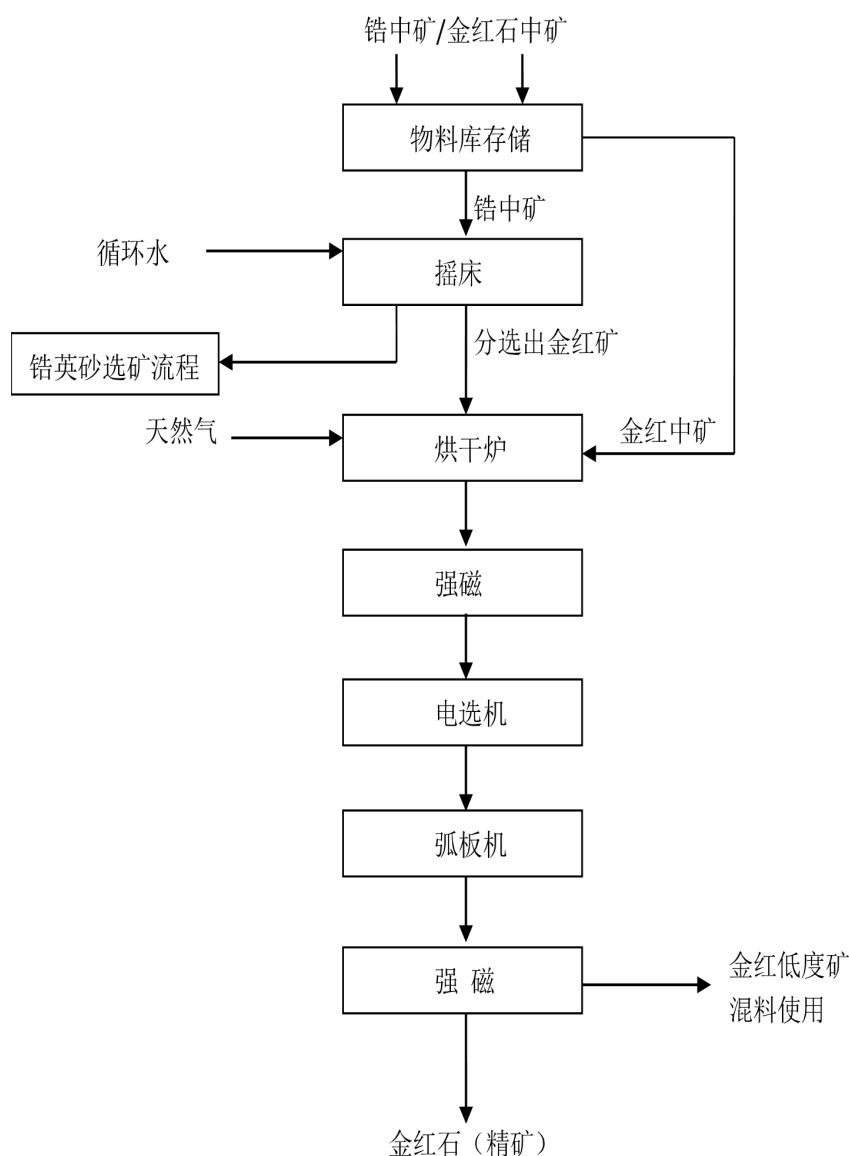 锆中矿/金红石中矿
物料库存储
锆中矿
循环水
摇床
分选出金红矿
锆英砂选矿流程
天然气
金红中矿
烘干炉
强磁
电选机
弧板机
强 磁
金红低度矿
混料使用
金红石（精矿）